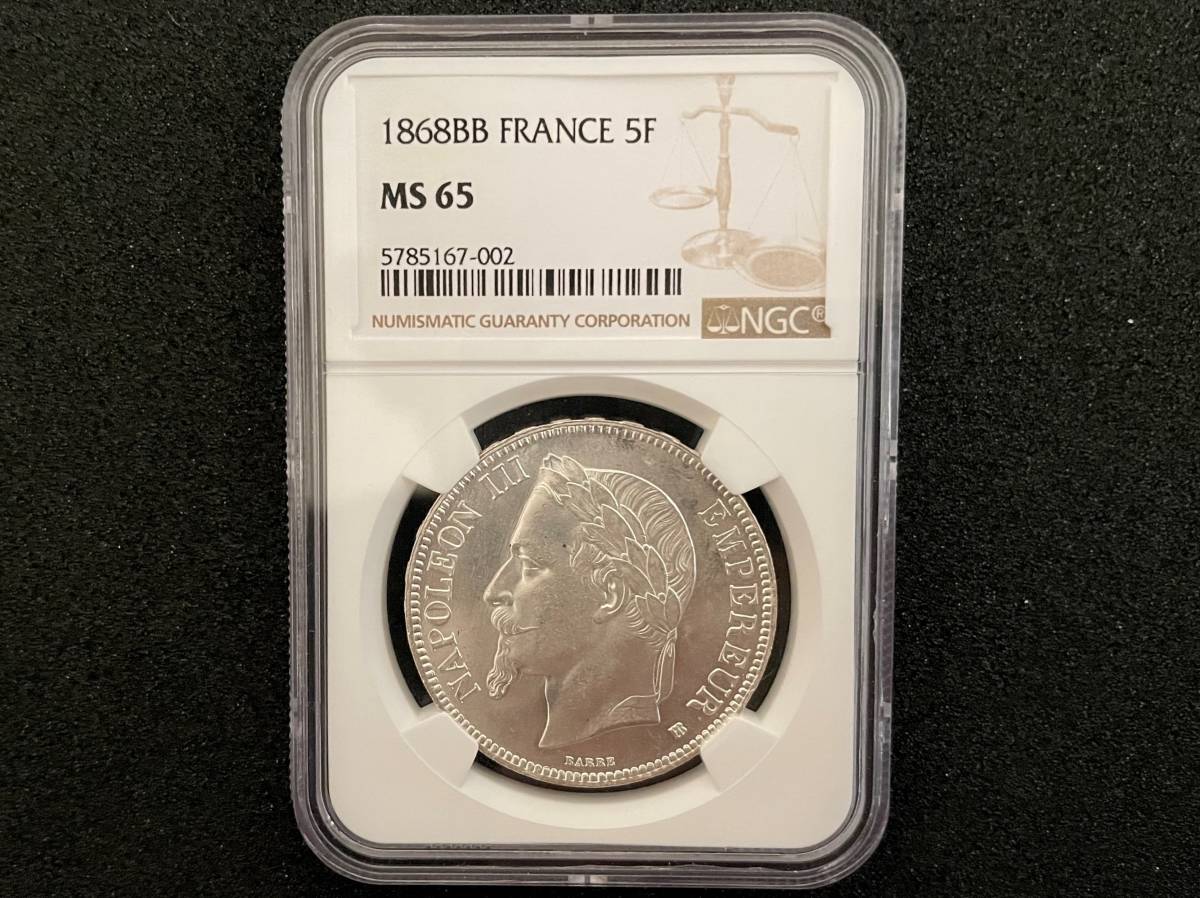 1868BB FRANCE 5F
MS 65
5785167-002
NUMISMATIC GUARANTY CORPORATION
NGC®
NAPOLEON III EMPEREUR
BARRE